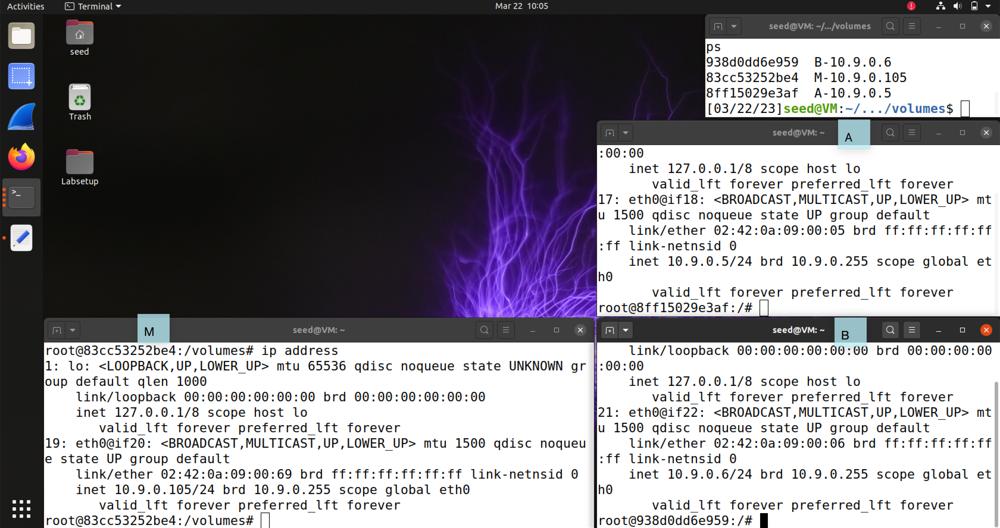 Activities
Terminal
Mar 22 10:05
seed
Trash
Labsetup
seed@VM: ~/.../volumes
ps
938d0dd6e959  B-10.9.0.6
83cc53252be4  M-10.9.0.105
8ff15029e3af  A-10.9.0.5
[03/22/23]seed@VM:~/.../volumes$
seed@VM: ~
A
:00:00
    inet 127.0.0.1/8 scope host lo
       valid_lft forever preferred_lft forever
17: eth0@if18: <BROADCAST,MULTICAST,UP,LOWER_UP> mt
u 1500 qdisc noqueue state UP group default
    link/ether 02:42:0a:09:00:05 brd ff:ff:ff:ff:ff
:ff link-netnsid 0
    inet 10.9.0.5/24 brd 10.9.0.255 scope global et
h0
       valid_lft forever preferred_lft forever
root@8ff15029e3af:/#
M
seed@VM: ~
root@83cc53252be4:/volumes# ip address
1: lo: <LOOPBACK,UP,LOWER_UP> mtu 65536 qdisc noqueue state UNKNOWN gr
oup default qlen 1000
    link/loopback 00:00:00:00:00:00 brd 00:00:00:00:00:00
    inet 127.0.0.1/8 scope host lo
       valid_lft forever preferred_lft forever
19: eth0@if20: <BROADCAST,MULTICAST,UP,LOWER_UP> mtu 1500 qdisc noqueu
e state UP group default
    link/ether 02:42:0a:09:00:69 brd ff:ff:ff:ff:ff:ff link-netnsid 0
    inet 10.9.0.105/24 brd 10.9.0.255 scope global eth0
       valid_lft forever preferred_lft forever
root@83cc53252be4:/volumes#
seed@VM: ~
B
    link/loopback 00:00:00:00:00:00 brd 00:00:00:00
:00:00
    inet 127.0.0.1/8 scope host lo
       valid_lft forever preferred_lft forever
21: eth0@if22: <BROADCAST,MULTICAST,UP,LOWER_UP> mt
u 1500 qdisc noqueue state UP group default
    link/ether 02:42:0a:09:00:06 brd ff:ff:ff:ff:ff
:ff link-netnsid 0
    inet 10.9.0.6/24 brd 10.9.0.255 scope global et
h0
       valid_lft forever preferred_lft forever
root@938d0dd6e959:/#